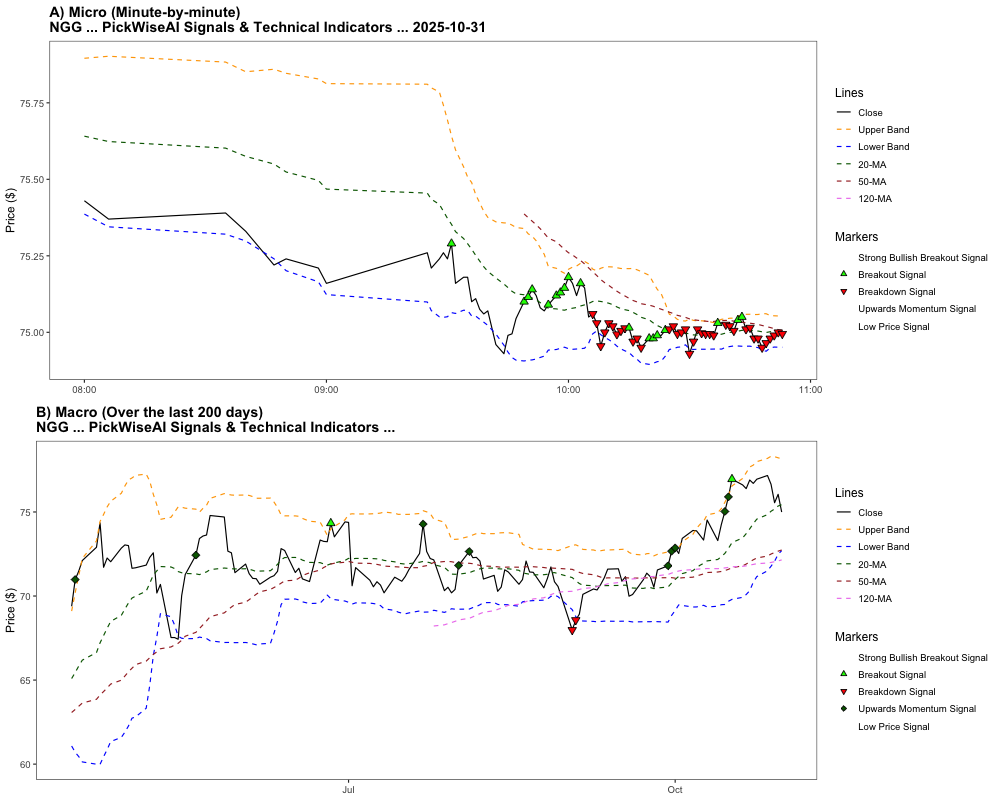 A) Micro (Minute-by-minute)
NGG ... PickWiseAI Signals & Technical Indicators ... 2025-10-31
Price ($)
75.75
75.50
75.25
75.00
08:00
09:00
10:00
11:00
Lines
Close
Upper Band
Lower Band
20-MA
50-MA
120-MA
Markers
Strong Bullish Breakout Signal
Breakout Signal
Breakdown Signal
Upwards Momentum Signal
Low Price Signal
B) Macro (Over the last 200 days)
NGG ... PickWiseAI Signals & Technical Indicators ...
Price ($)
75
70
65
60
Jul
Oct
Lines
Close
Upper Band
Lower Band
20-MA
50-MA
120-MA
Markers
Strong Bullish Breakout Signal
Breakout Signal
Breakdown Signal
Upwards Momentum Signal
Low Price Signal